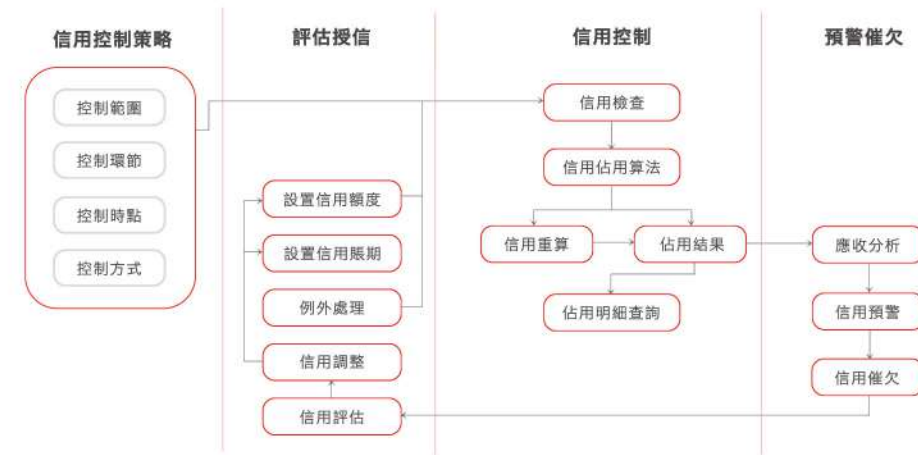 信用控制策略
控制範圍
控制環節
控制時點
控制方式
評估授信
設置信用額度
設置信用賬期
例外處理
信用調整
信用評估
信用控制
信用檢查
信用佔用算法
信用重算
佔用結果
佔用明細查詢
預警催欠
應收分析
信用預警
信用催欠